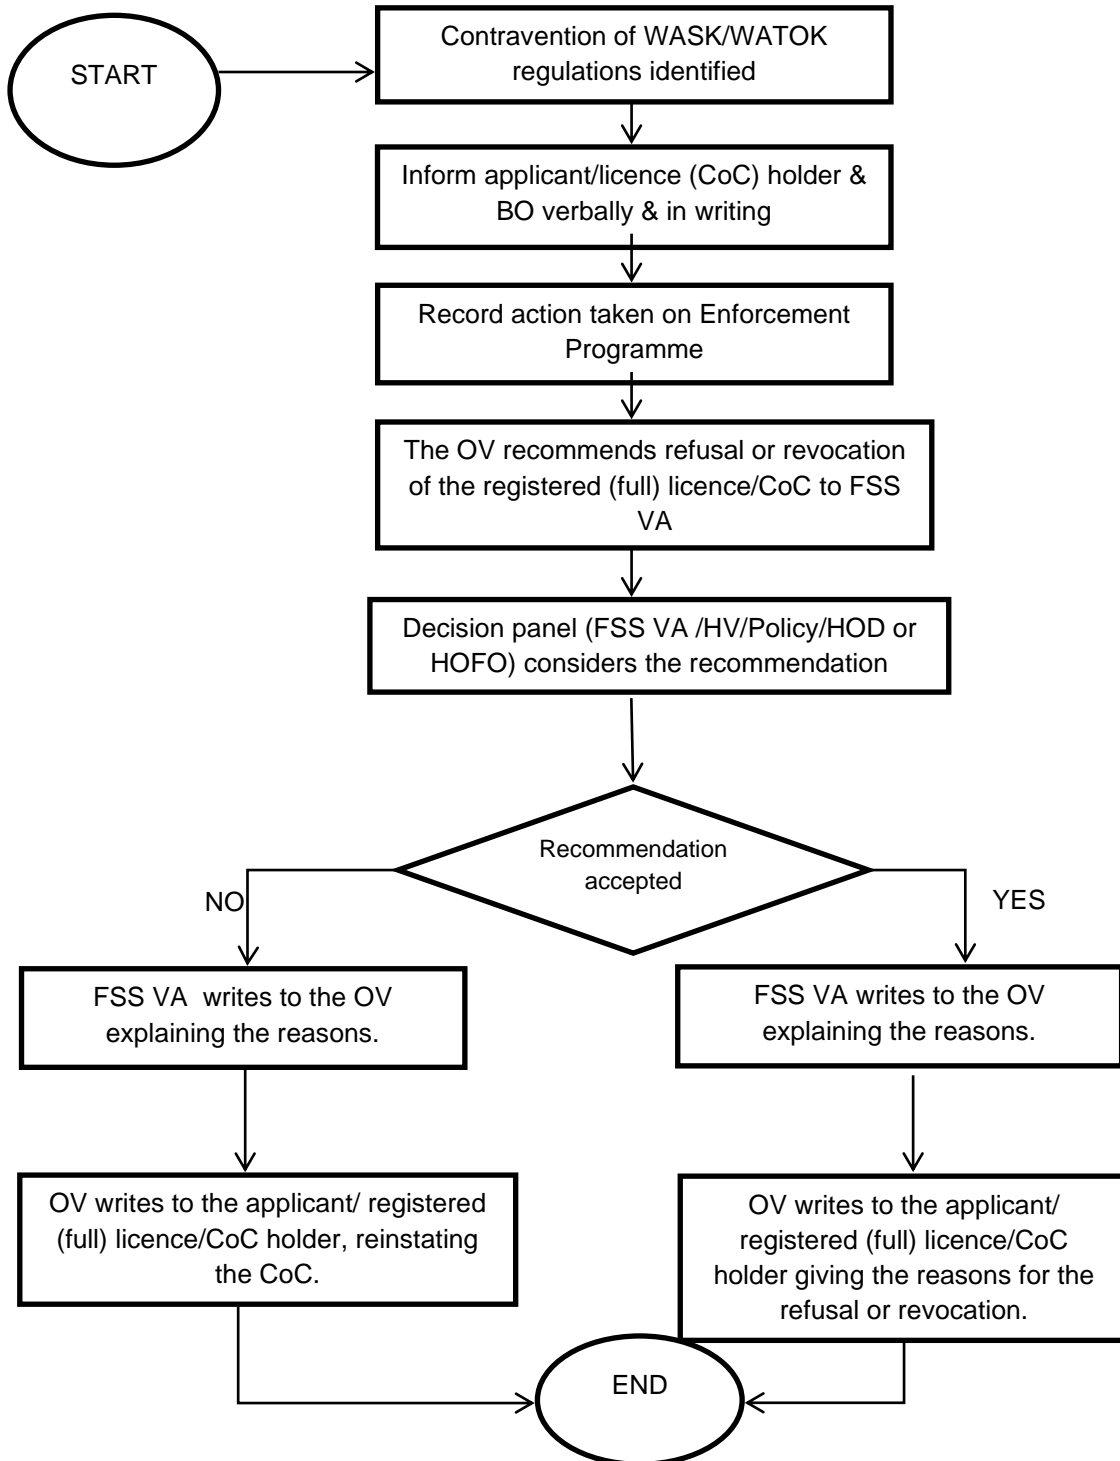 START
Contravention of WASK/WATOK
regulations identified
Inform applicant/licence (CoC) holder &
BO verbally & in writing
Record action taken on Enforcement
Programme
The OV recommends refusal or revocation
of the registered (full) licence/CoC to FSS
VA
Decision panel (FSS VA /HV/Policy/HOD or
HOFO) considers the recommendation
Recommendation
accepted
NO
YES
FSS VA  writes to the OV
explaining the reasons.
FSS VA writes to the OV
explaining the reasons.
OV writes to the applicant/ registered
(full) licence/CoC holder, reinstating
the CoC.
OV writes to the applicant/
registered (full) licence/CoC
holder giving the reasons for the
refusal or revocation.
END